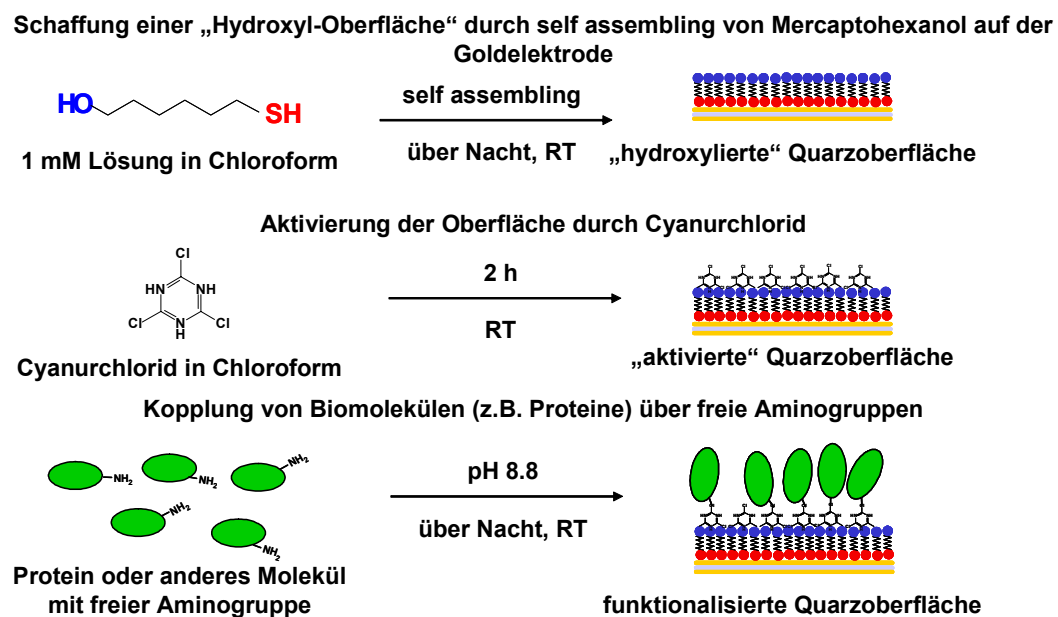 Schaffung einer „Hydroxyl-Oberfläche“ durch self assembling von Mercaptohexanol auf der
Goldelektrode
HO
SH
self assembling
1 mM Lösung in Chloroform
über Nacht, RT
„hydroxylierte“ Quarzoberfläche
Aktivierung der Oberfläche durch Cyanurchlorid
Cl
HN
NH
Cl
N
H
Cl
2 h
RT
Cyanurchlorid in Chloroform
„aktivierte“ Quarzoberfläche
Kopplung von Biomolekülen (z.B. Proteine) über freie Aminogruppen
NH2
NH2
NH2
NH2
NH2
pH 8.8
über Nacht, RT
Protein oder anderes Molekül
mit freier Aminogruppe
funktionalisierte Quarzoberfläche